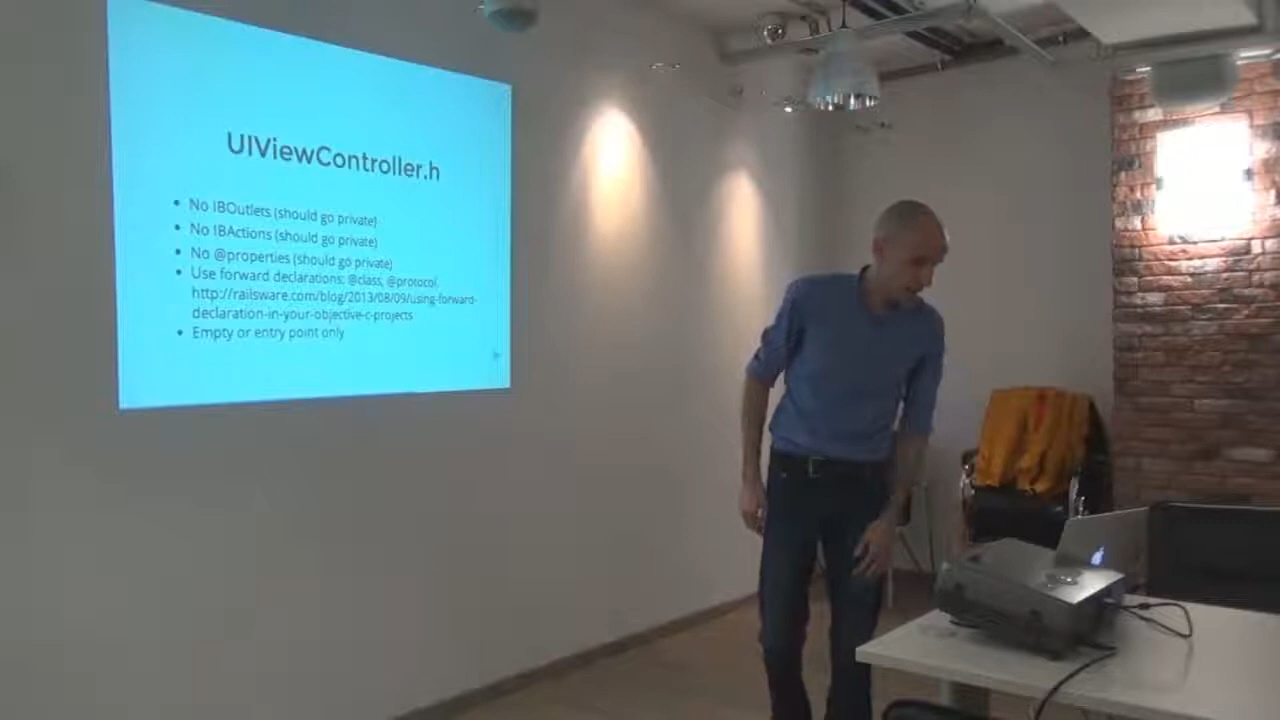 UIViewController.h
• No IBOutlets (should go private)
• No IBActions (should go private)
• No @properties (should go private)
• Use forward declarations: @class, @protocol.
http://railsware.com/blog/2013/08/09/using-forward-
declaration-in-your-objective-c-projects
• Empty or entry point only